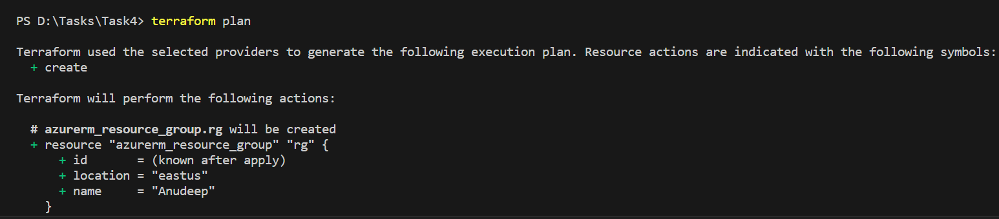 PS D:\Tasks\Task4> terraform plan
Terraform used the selected providers to generate the following execution plan. Resource actions are indicated with the following symbols:
  + create
Terraform will perform the following actions:
  # azurerm_resource_group.rg will be created
  + resource "azurerm_resource_group" "rg" {
      + id       = (known after apply)
      + location = "eastus"
      + name     = "Anudeep"
    }